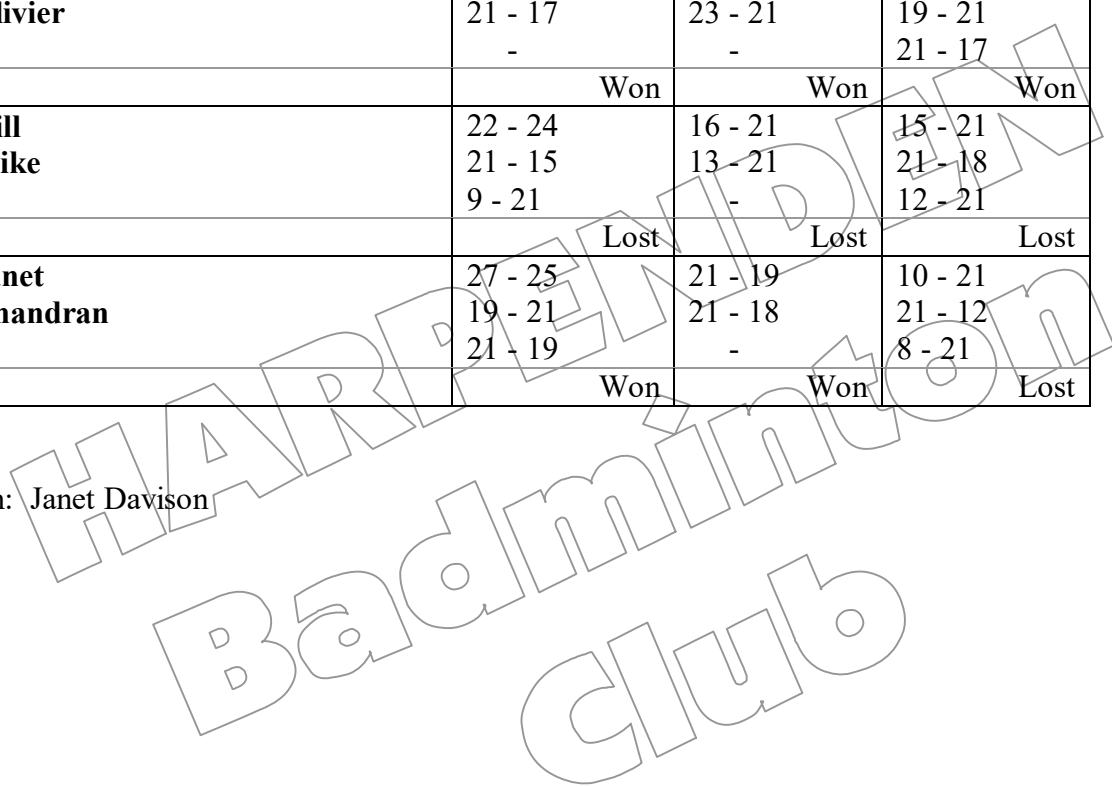 livier 21 - 17 23 - 21 19 - 21
- - 21 - 17
Won Won Won
ill 22 - 24 16 - 21 15 - 21
ike 21 - 15 13 - 21 21 - 18
9 - 21 - 12 - 21
Lost Lost Lost
net 27 - 25 21 - 19 10 - 21
handran 19 - 21 21 - 18 21 - 12
21 - 19 - 8 - 21
Won Won Lost
n: Janet Davison
HARPENDEN
Badminton
Club